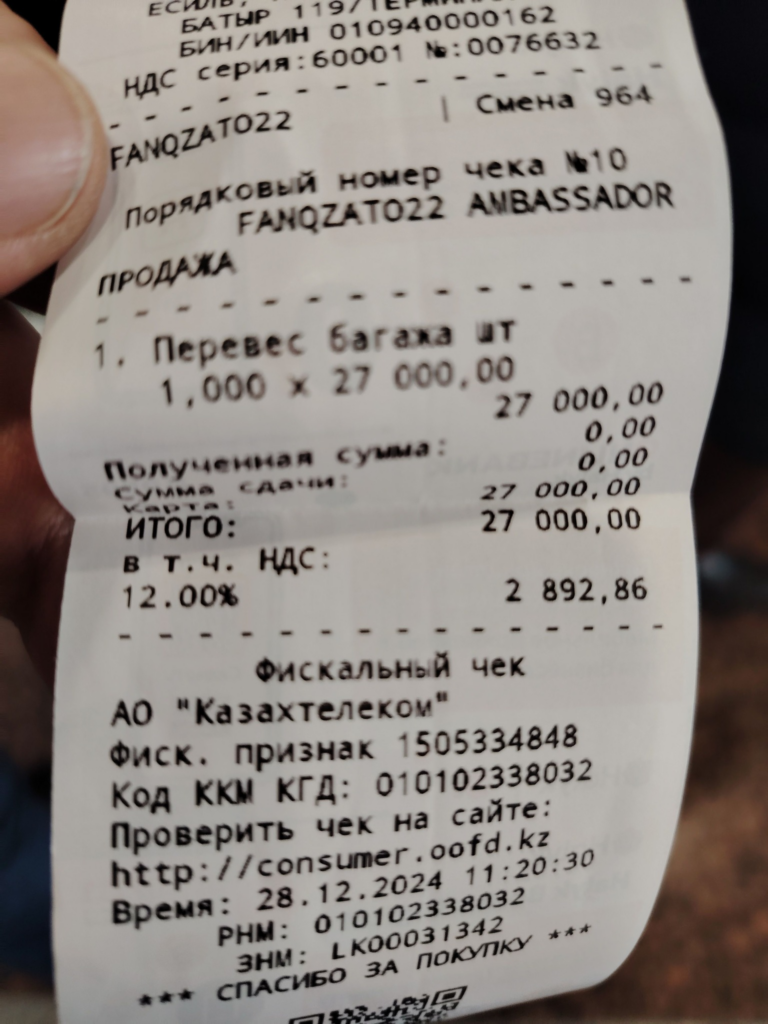 ЕСИЛЬ,
БАТЫР 119/ТЕРМИНАЛ
БИН/ИИН 010940000162
НДС серия:60001 №:0076632
FANQZATO22 | Смена 964
Порядковый номер чека №10
FANQZATO22 AMBASSADOR
ПРОДАЖА
1. Перевес багажа шт
1,000 x 27 000,00
27 000,00
Полученная сумма: 0,00
Сумма сдачи: 0,00
Карта: 27 000,00
ИТОГО: 27 000,00
в т.ч. НДС:
12.00% 2 892,86
Фискальный чек
АО "Казахтелеком"
Фиск. признак 1505334848
Код ККМ КГД: 010102338032
Проверить чек на сайте:
http://consumer.oofd.kz
Время: 28.12.2024 11:20:30
РНМ: 010102338032
ЗНМ: LK00031342
*** СПАСИБО ЗА ПОКУПКУ ***